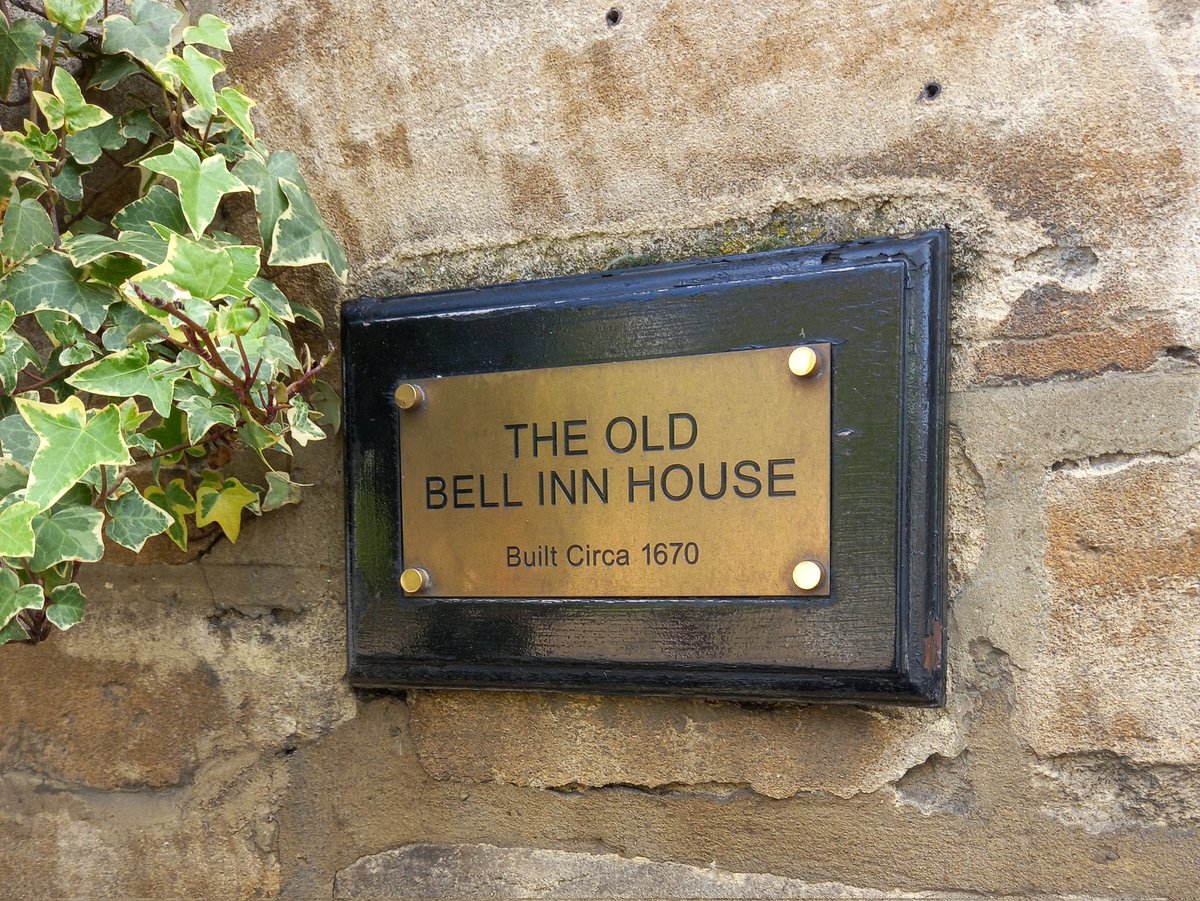 THE OLD
BELL INN HOUSE
Built Circa 1670